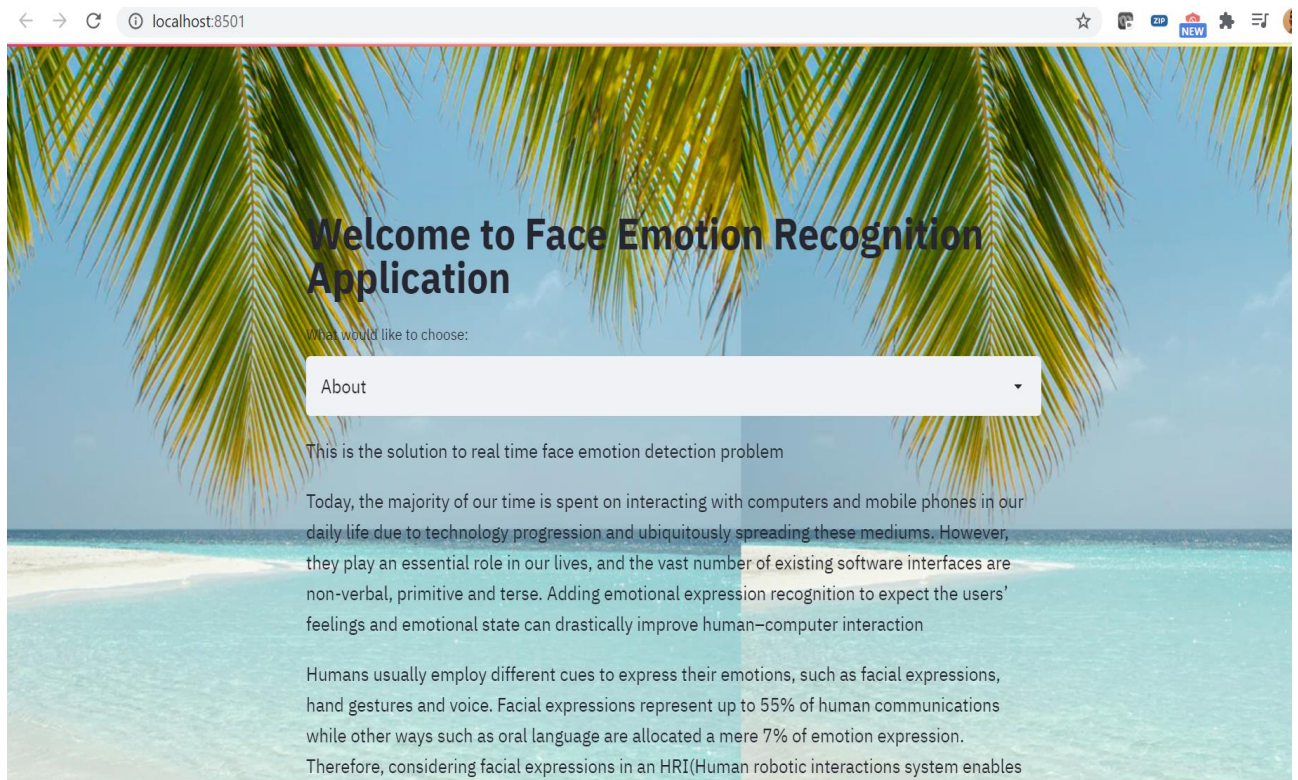 localhost:8501
ZIP
NEW
Welcome to Face Emotion Recognition
Application
What would like to choose:
About
This is the solution to real time face emotion detection problem
Today, the majority of our time is spent on interacting with computers and mobile phones in our
daily life due to technology progression and ubiquitously spreading these mediums. However,
they play an essential role in our lives, and the vast number of existing software interfaces are
non-verbal, primitive and terse. Adding emotional expression recognition to expect the users’
feelings and emotional state can drastically improve human–computer interaction
Humans usually employ different cues to express their emotions, such as facial expressions,
hand gestures and voice. Facial expressions represent up to 55% of human communications
while other ways such as oral language are allocated a mere 7% of emotion expression.
Therefore, considering facial expressions in an HRI(Human robotic interactions system enables